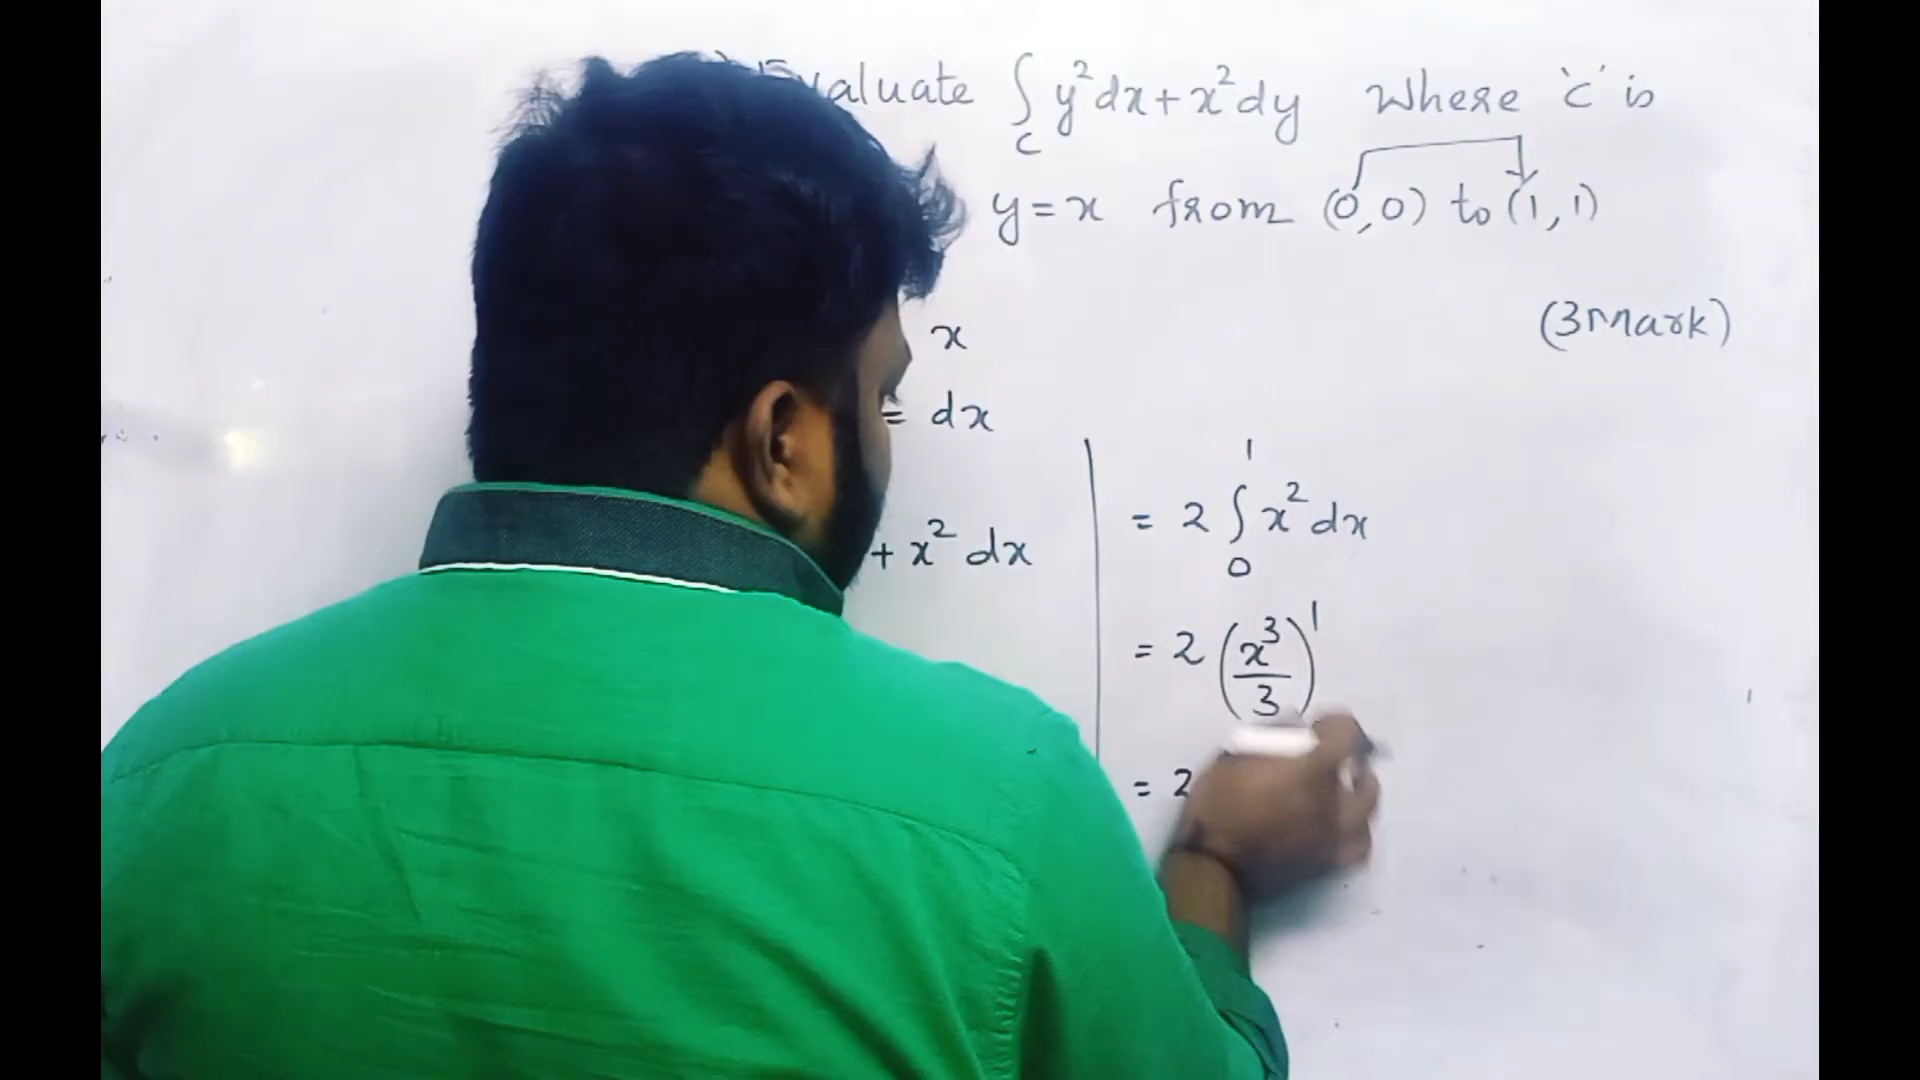 Evaluate ∫_C y²dx + x²dy where 'c' is
y = x from (0,0) to (1,1)
(3mark)
x
= dx
+ x² dx
= 2 ∫_0^1 x² dx
= 2 (x³/3)^1
= 2